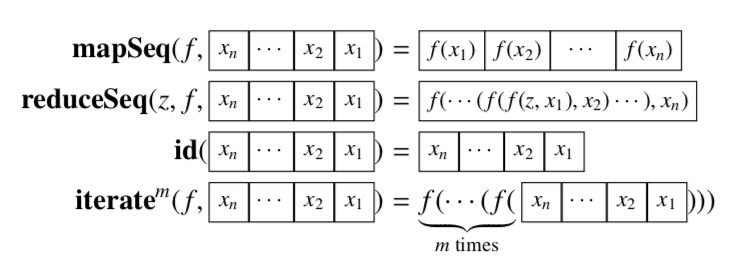 mapSeq(f, xn ··· x2 x1) = f(x1) f(x2) ··· f(xn)
reduceSeq(z, f, xn ··· x2 x1) = f(··· (f(f(z, x1), x2) ··· ), xn)
id( xn ··· x2 x1) = xn ··· x2 x1
iterate^m(f, xn ··· x2 x1) = f(··· (f( xn ··· x2 x1)))
m times